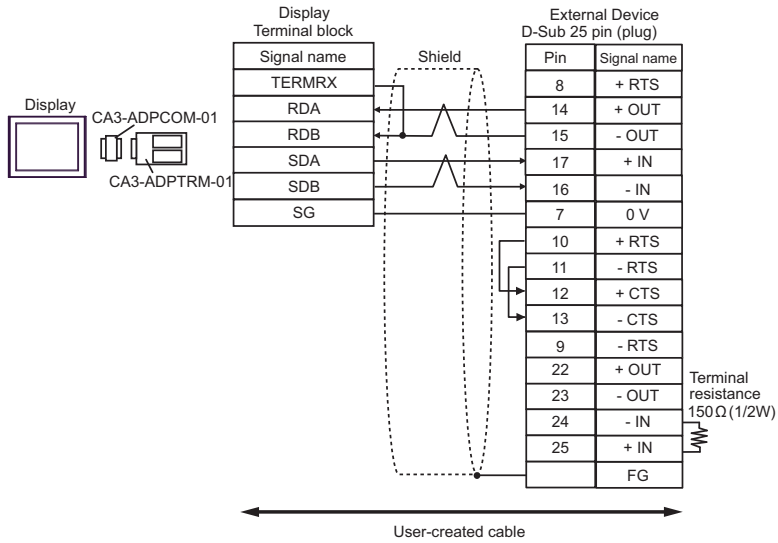 Display
Terminal block
External Device
D-Sub 25 pin (plug)
Signal name
Shield
Pin
Signal name
TERMRX
8
+ RTS
Display
CA3-ADPCOM-01
RDA
14
+ OUT
RDB
15
- OUT
SDA
17
+ IN
CA3-ADPTRM-01
SDB
16
- IN
SG
7
0 V
10
+ RTS
11
- RTS
12
+ CTS
13
- CTS
9
- RTS
22
+ OUT
23
- OUT
24
- IN
25
+ IN
FG
Terminal
resistance
150Ω(1/2W)
User-created cable